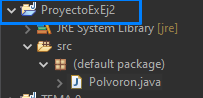 ProyectoExEj2
JRE System Library [jre]
src
(default package)
Polvoron.java